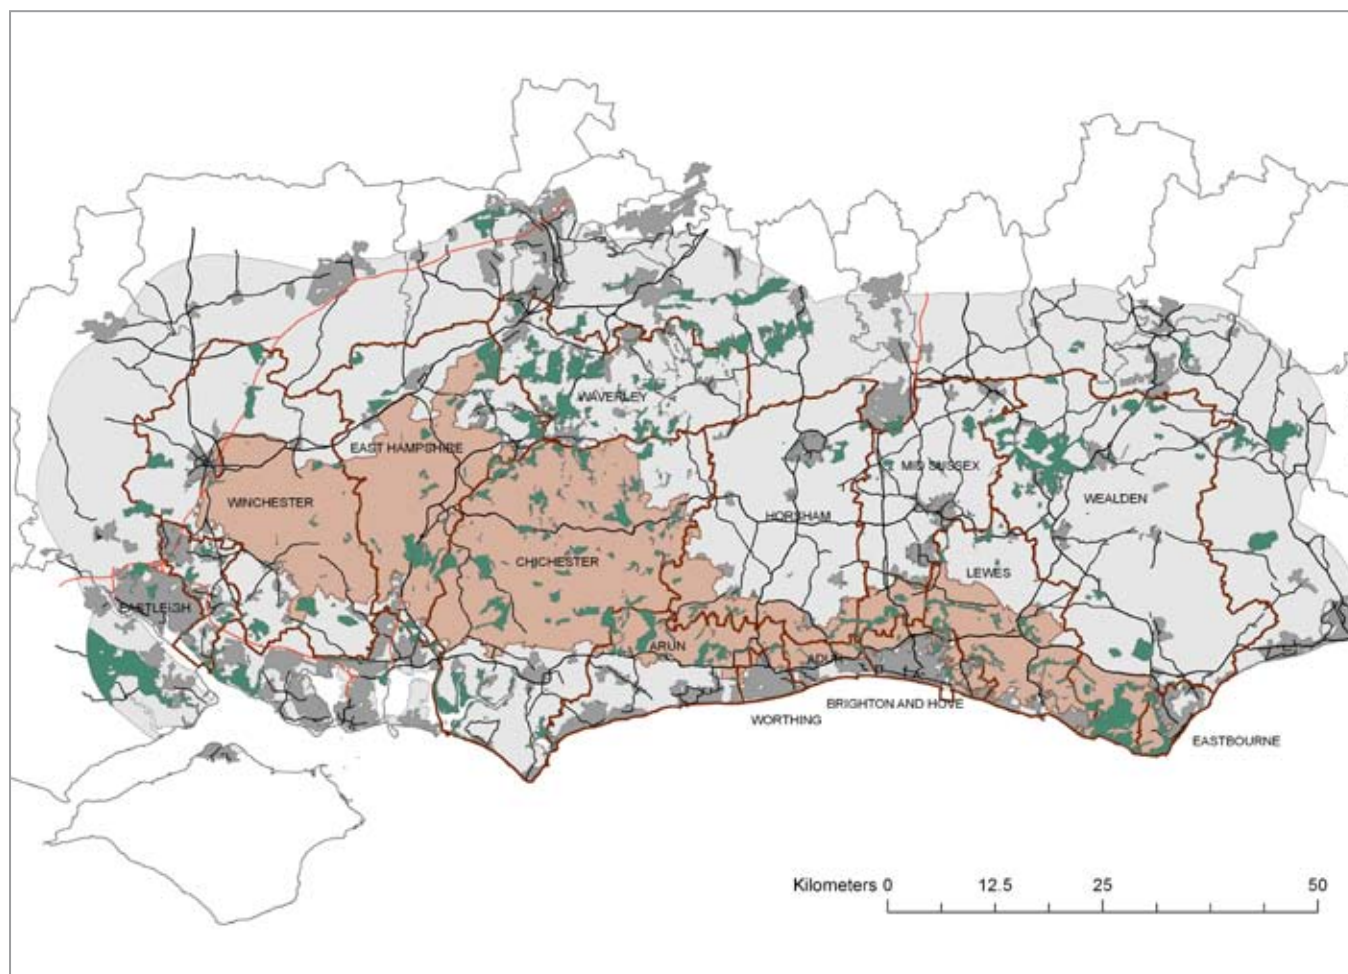 WAVERLEY
EAST HAMPSHIRE
MID SUSSEX
WINCHESTER
WEALDEN
HORSHAM
CHICHESTER
LEWES
EASTLEIGH
ARUN
BRIGHTON AND HOVE
WORTHING
EASTBOURNE
Kilometers 0 12.5 25 50